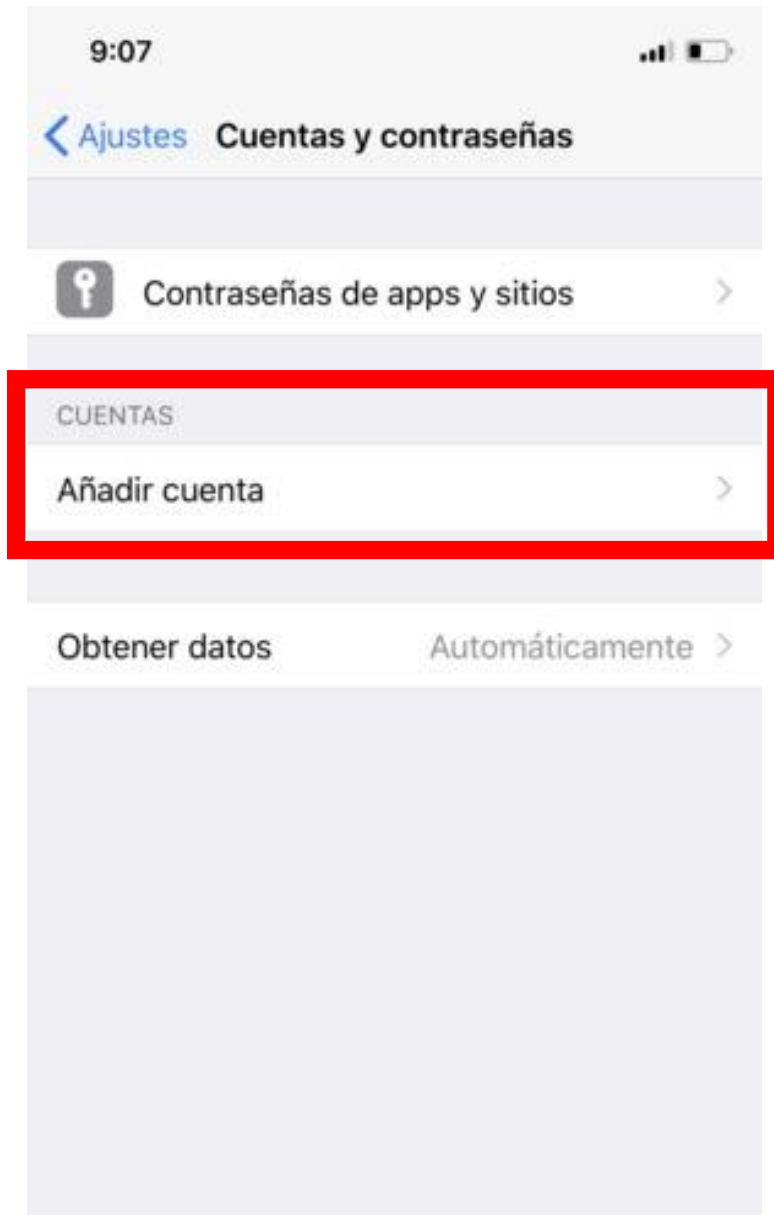 9:07
Ajustes Cuentas y contraseñas
Contraseñas de apps y sitios
CUENTAS
Añadir cuenta
Obtener datos Automáticamente